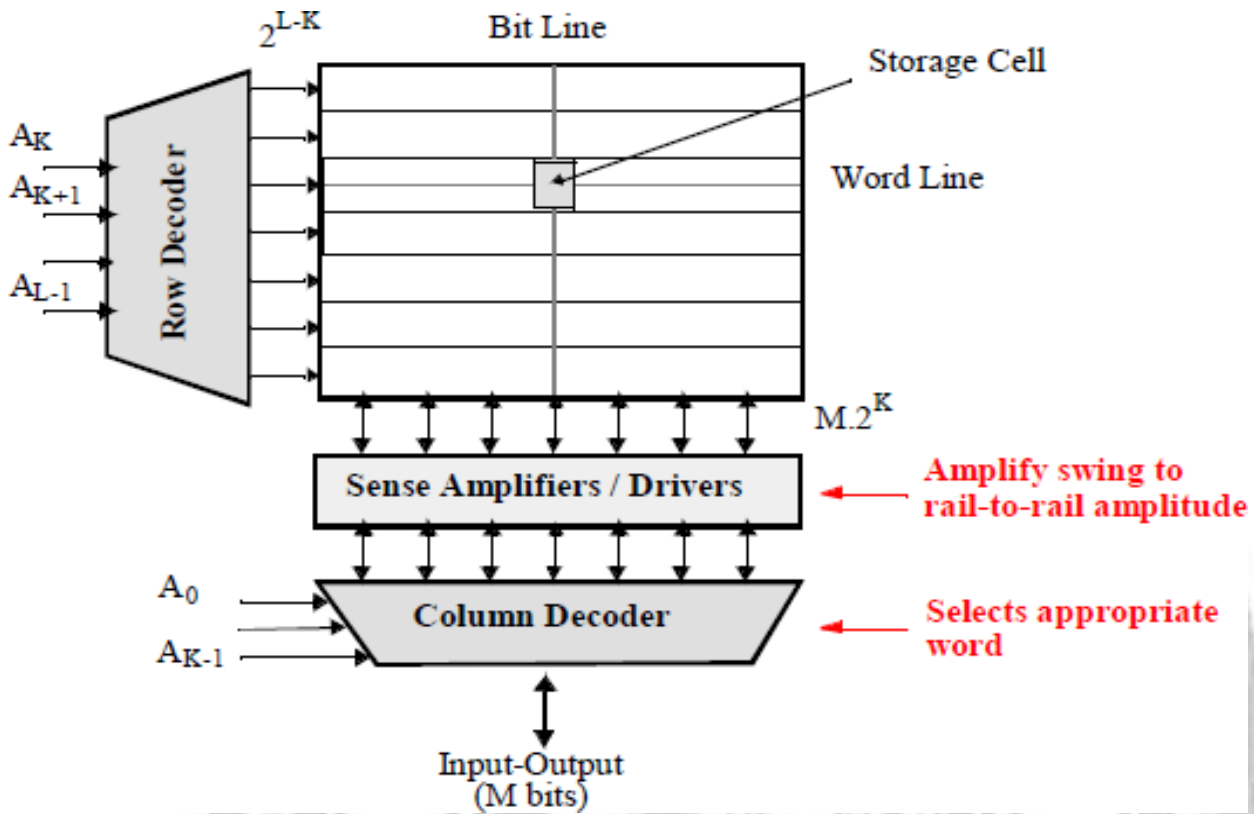 2^{L-K}
Bit Line
Storage Cell
A_K
A_{K+1}
Word Line
Row Decoder
A_{L-1}
M.2^K
Sense Amplifiers / Drivers
Amplify swing to
rail-to-rail amplitude
A_0
Column Decoder
Selects appropriate
word
A_{K-1}
Input-Output
(M bits)